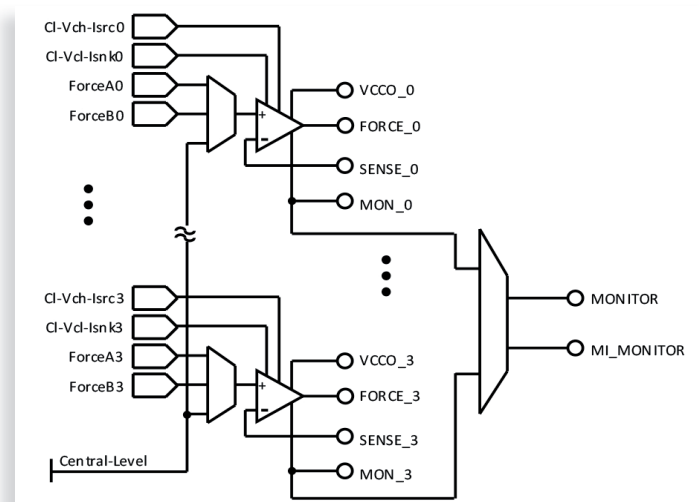 Cl-Vch-Isrc0
Cl-Vcl-Isnk0
ForceA0
ForceB0
+
−
VCCO_0
FORCE_0
SENSE_0
MON_0
Cl-Vch-Isrc3
Cl-Vcl-Isnk3
ForceA3
ForceB3
+
−
VCCO_3
FORCE_3
SENSE_3
MON_3
MONITOR
MI_MONITOR
Central-Level